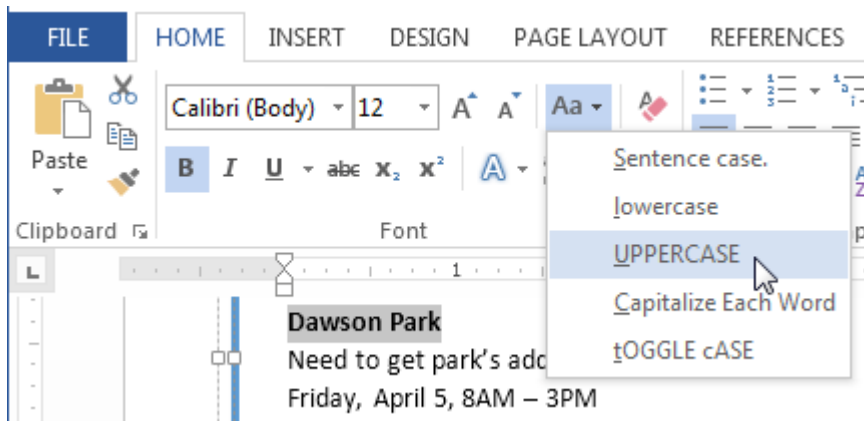 FILE HOME INSERT DESIGN PAGE LAYOUT REFERENCES
Calibri (Body) 12 A A Aa
Paste
B I U abc X₂ X² A
Clipboard Font
Sentence case.
lowercase
UPPERCASE
Capitalize Each Word
tOGGLE cASE
L 1
Dawson Park
Need to get park's
Friday, April 5, 8AM – 3PM